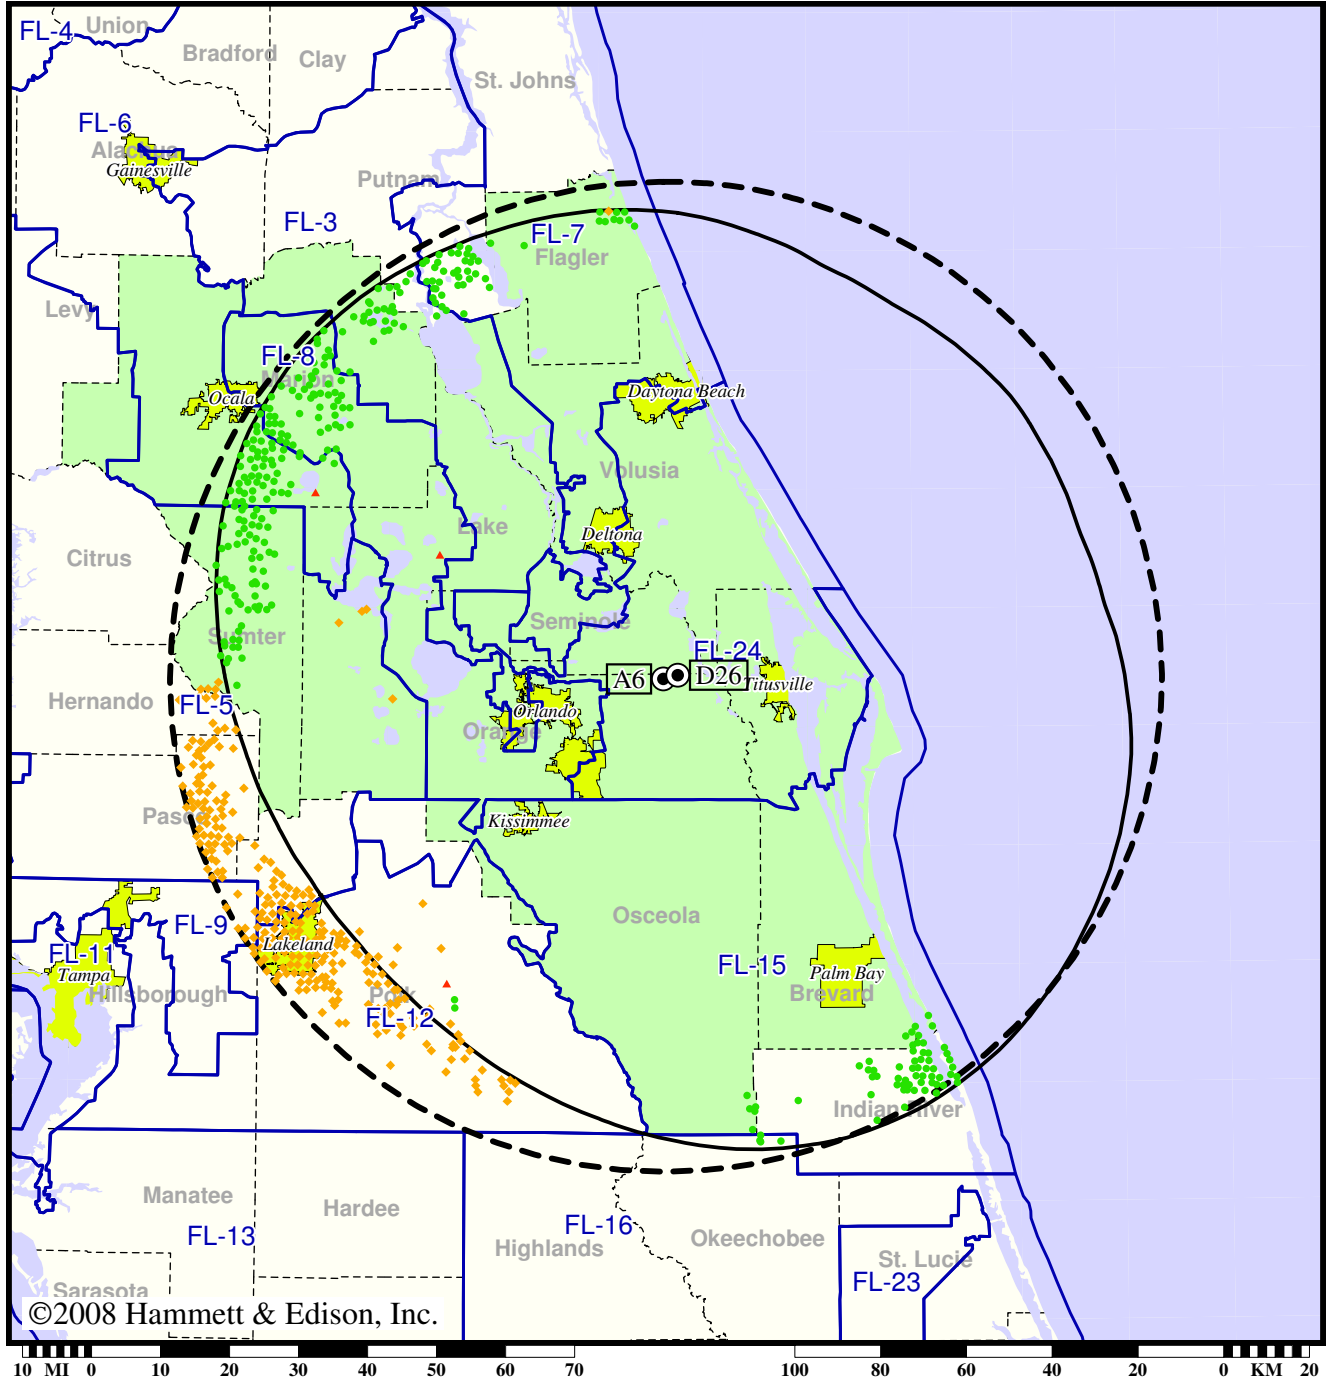 Union
FL-4
Bradford
Clay
St. Johns
FL-6
Alachua
Gainesville
Putnam
FL-3
FL-7
Flagler
Levy
FL-8
Marion
Ocala
Daytona Beach
Volusia
Lake
Deltona
Citrus
Seminole
Sumter
FL-24
A6
D26
Titusville
Hernando
FL-5
Orlando
Orange
Pasco
Kissimmee
Osceola
FL-9
Lakeland
FL-11
Tampa
FL-15
Palm Bay
Hillsborough
Polk
Brevard
FL-12
Indian River
Manatee
Hardee
FL-13
FL-16
Highlands
Okeechobee
St. Lucie
FL-23
Sarasota
©2008 Hammett & Edison, Inc.
10 MI 0 10 20 30 40 50 60 70 100 80 60 40 20 0 KM 20